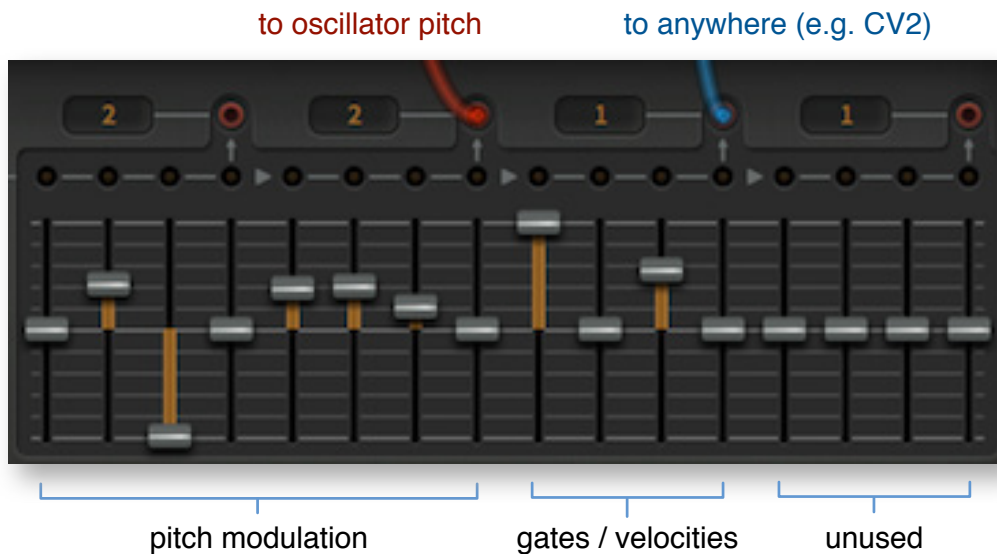 to oscillator pitch
to anywhere (e.g. CV2)
2
2
1
1
pitch modulation
gates / velocities
unused